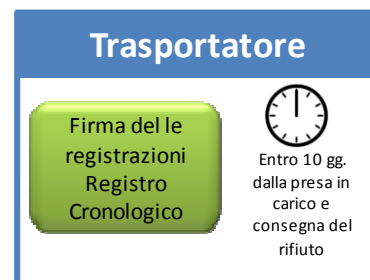 Trasportatore
Firma del le
registrazioni
Registro
Cronologico
Entro 10 gg.
dalla presa in
carico e
consegna del
rifiuto